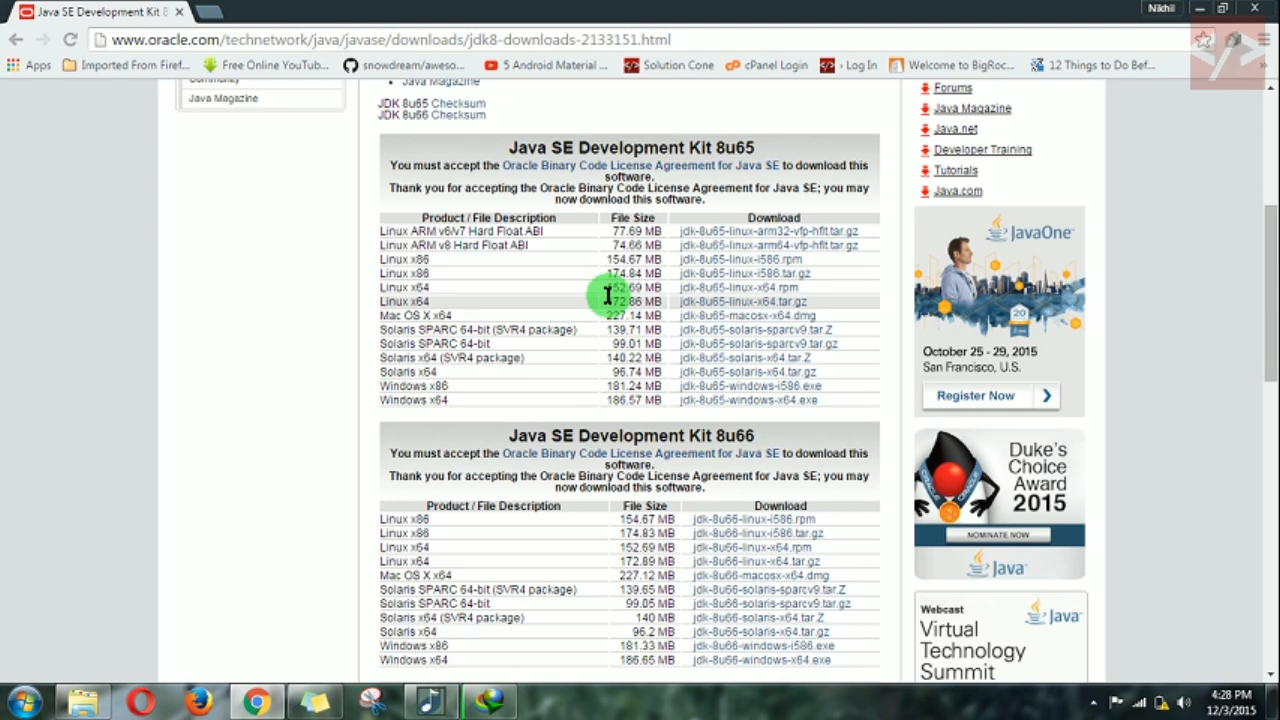 Java SE Development Kit 8
Nikhil
www.oracle.com/technetwork/java/javase/downloads/jdk8-downloads-2133151.html
Apps
Imported From Firef...
Free Online YouTub...
snowdream/aweso...
5 Android Material ...
Solution Cone
cPanel Login
› Log In
Welcome to BigRoc...
12 Things to Do Bef...
Community
Java Magazine
Java Magazine
JDK 8u65 Checksum
JDK 8u66 Checksum
Java SE Development Kit 8u65
You must accept the Oracle Binary Code License Agreement for Java SE to download this
software.
Thank you for accepting the Oracle Binary Code License Agreement for Java SE; you may
now download this software.
Product / File Description File Size Download
Linux ARM v6/v7 Hard Float ABI 77.69 MB jdk-8u65-linux-arm32-vfp-hflt.tar.gz
Linux ARM v8 Hard Float ABI 74.66 MB jdk-8u65-linux-arm64-vfp-hflt.tar.gz
Linux x86 154.67 MB jdk-8u65-linux-i586.rpm
Linux x86 174.84 MB jdk-8u65-linux-i586.tar.gz
Linux x64 152.69 MB jdk-8u65-linux-x64.rpm
Linux x64 172.86 MB jdk-8u65-linux-x64.tar.gz
Mac OS X x64 227.14 MB jdk-8u65-macosx-x64.dmg
Solaris SPARC 64-bit (SVR4 package) 139.71 MB jdk-8u65-solaris-sparcv9.tar.Z
Solaris SPARC 64-bit 99.01 MB jdk-8u65-solaris-sparcv9.tar.gz
Solaris x64 (SVR4 package) 140.22 MB jdk-8u65-solaris-x64.tar.Z
Solaris x64 96.74 MB jdk-8u65-solaris-x64.tar.gz
Windows x86 181.24 MB jdk-8u65-windows-i586.exe
Windows x64 186.57 MB jdk-8u65-windows-x64.exe
Java SE Development Kit 8u66
You must accept the Oracle Binary Code License Agreement for Java SE to download this
software.
Thank you for accepting the Oracle Binary Code License Agreement for Java SE; you may
now download this software.
Product / File Description File Size Download
Linux x86 154.67 MB jdk-8u66-linux-i586.rpm
Linux x86 174.83 MB jdk-8u66-linux-i586.tar.gz
Linux x64 152.69 MB jdk-8u66-linux-x64.rpm
Linux x64 172.89 MB jdk-8u66-linux-x64.tar.gz
Mac OS X x64 227.12 MB jdk-8u66-macosx-x64.dmg
Solaris SPARC 64-bit (SVR4 package) 139.65 MB jdk-8u66-solaris-sparcv9.tar.Z
Solaris SPARC 64-bit 99.05 MB jdk-8u66-solaris-sparcv9.tar.gz
Solaris x64 (SVR4 package) 140 MB jdk-8u66-solaris-x64.tar.Z
Solaris x64 96.2 MB jdk-8u66-solaris-x64.tar.gz
Windows x86 181.33 MB jdk-8u66-windows-i586.exe
Windows x64 186.65 MB jdk-8u66-windows-x64.exe
Forums
Java Magazine
Java.net
Developer Training
Tutorials
Java.com
JavaOne
20
October 25 - 29, 2015
San Francisco, U.S.
Register Now
Duke's
Choice
Award
2015
NOMINATE NOW
Java
Webcast
Java
Virtual
Technology
Summit
4:28 PM
12/3/2015